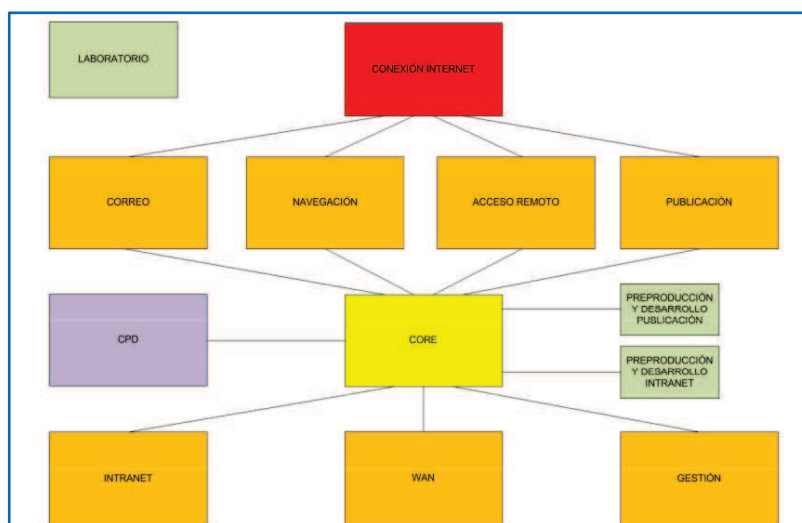 LABORATORIO
CONEXIÓN INTERNET
CORREO
NAVEGACIÓN
ACCESO REMOTO
PUBLICACIÓN
CPD
CORE
PREPRODUCCIÓN
Y DESARROLLO
PUBLICACIÓN
PREPRODUCCIÓN
Y DESARROLLO
INTRANET
INTRANET
WAN
GESTIÓN